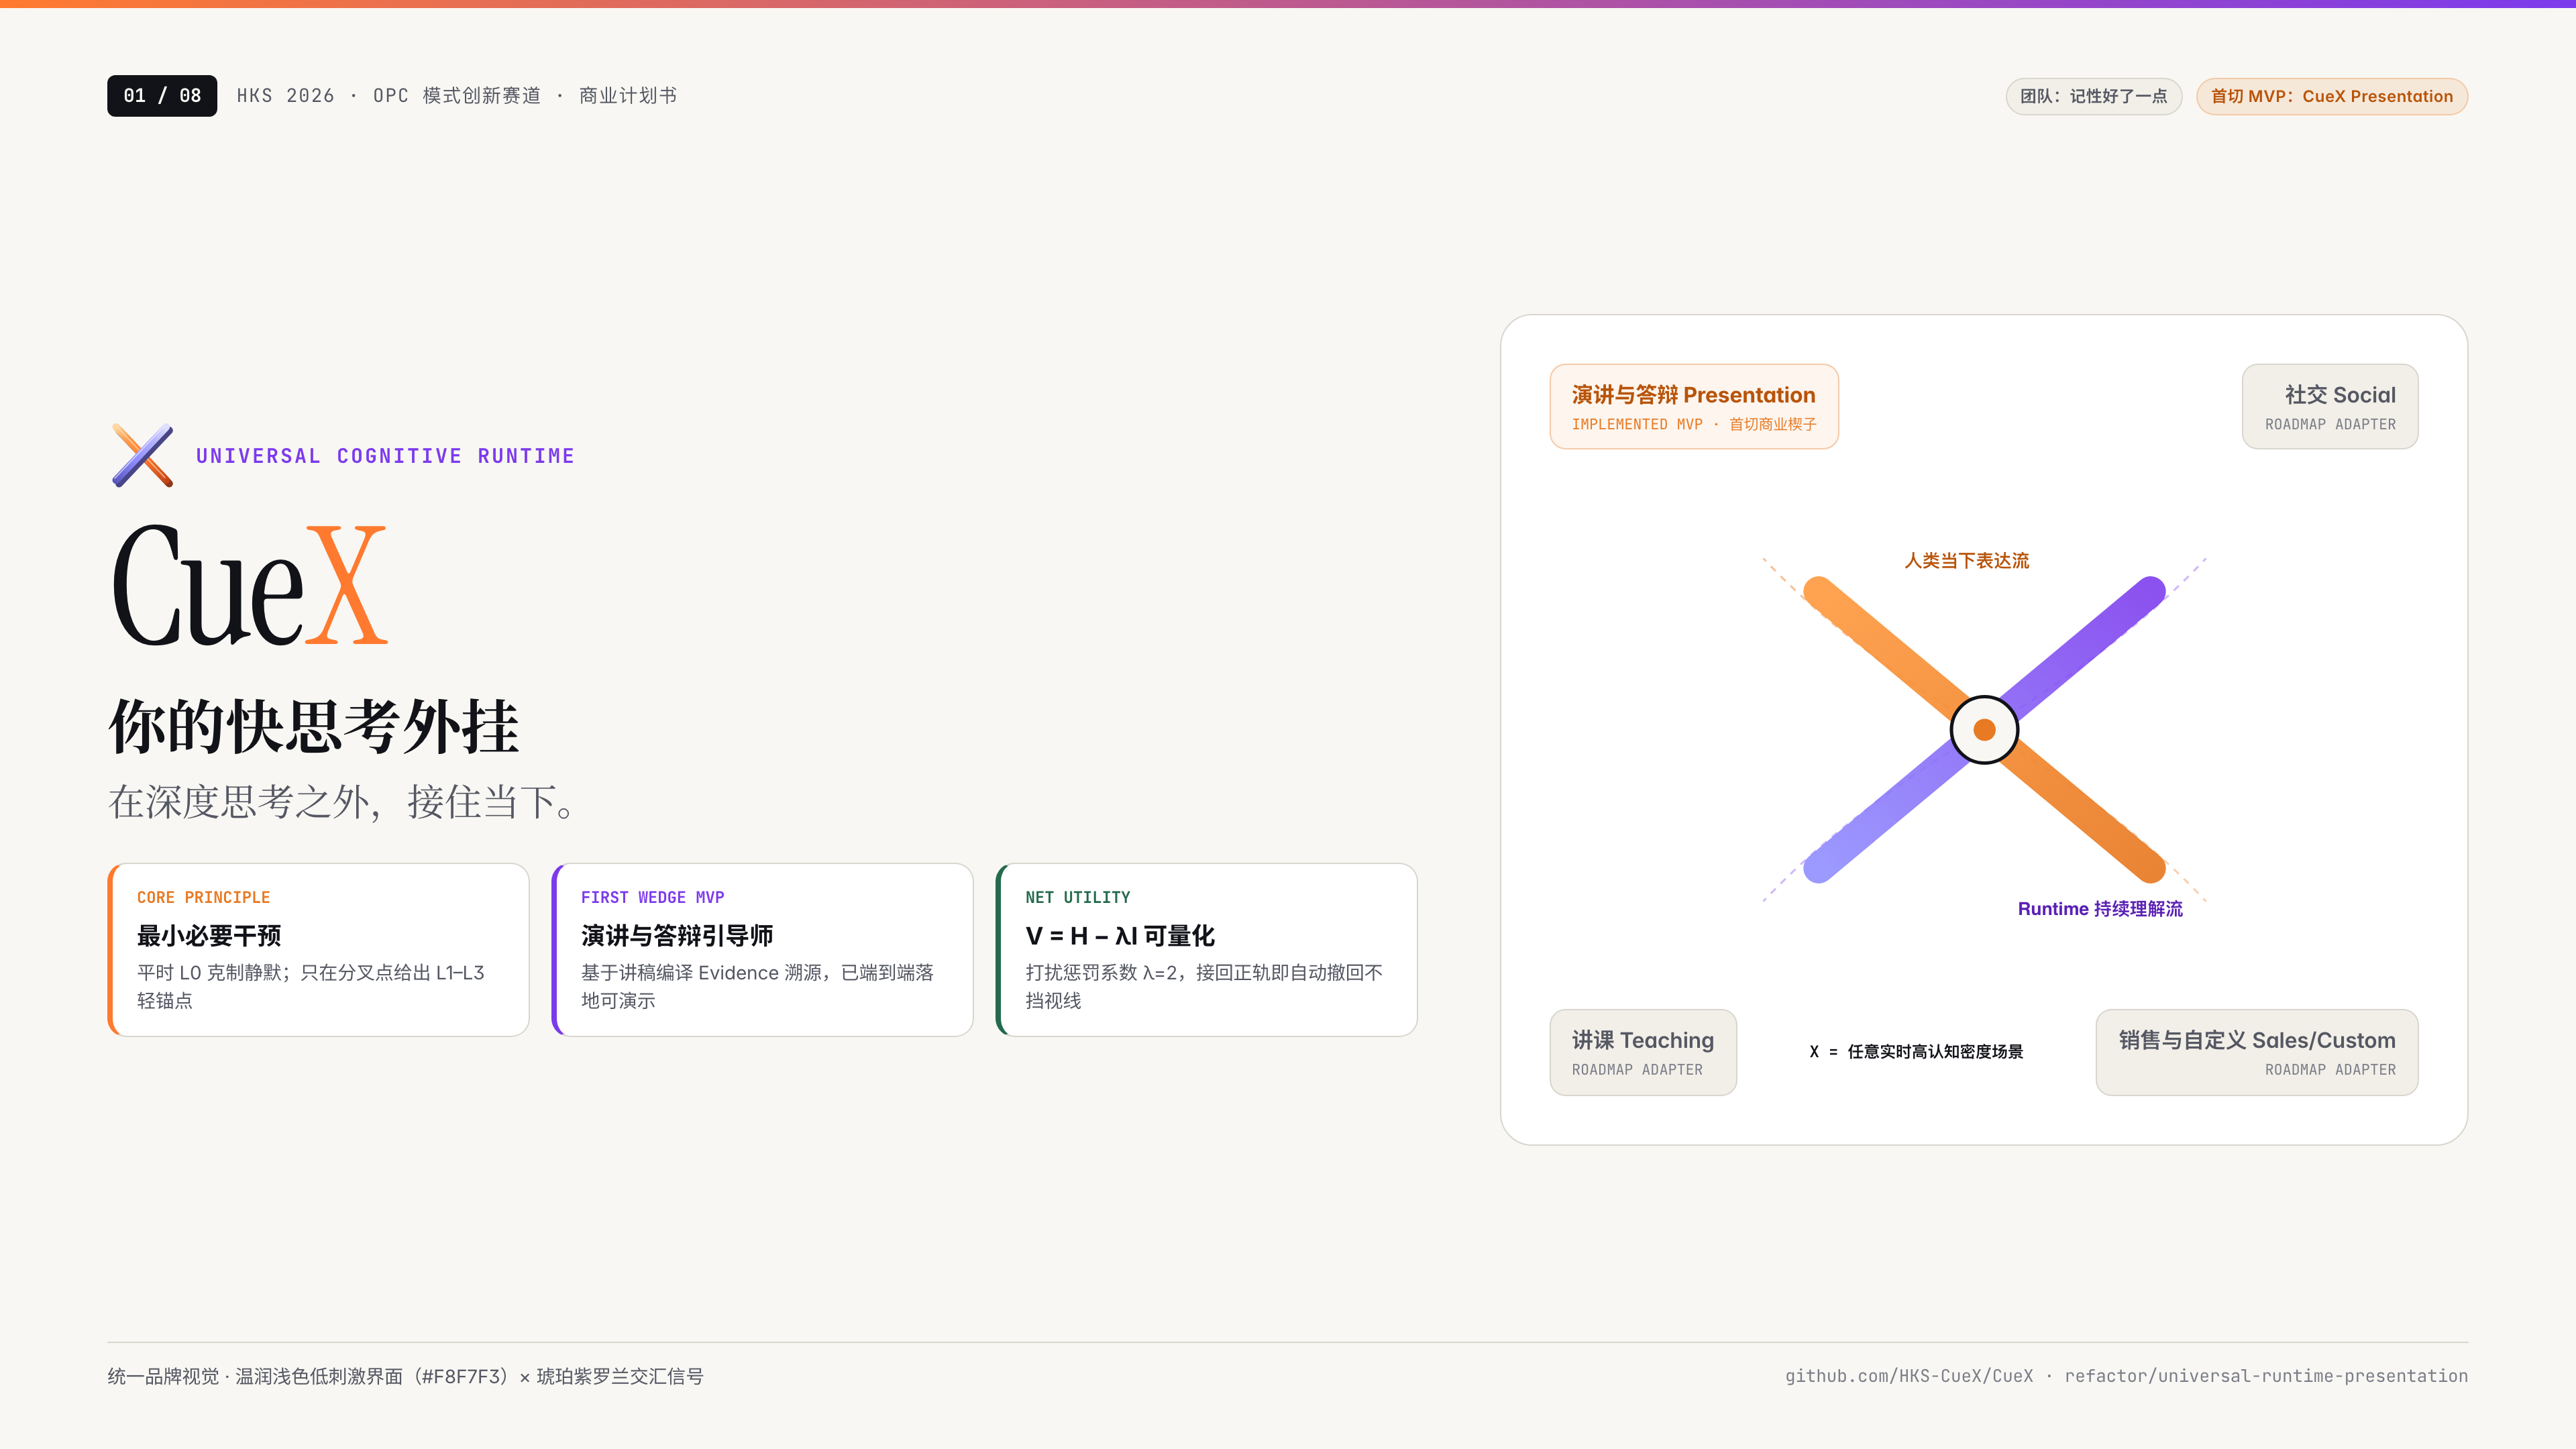 01 / 08
HKS 2026 · OPC 模式创新赛道 · 商业计划书
团队：记性好了一点
首切 MVP：CueX Presentation
UNIVERSAL COGNITIVE RUNTIME
CueX
你的快思考外挂
在深度思考之外，接住当下。
CORE PRINCIPLE
最小必要干预
平时 L0 克制静默；只在分叉点给出 L1–L3
轻锚点
FIRST WEDGE MVP
演讲与答辩引导师
基于讲稿编译 Evidence 溯源，已端到端落
地可演示
NET UTILITY
V = H − λI 可量化
打扰惩罚系数 λ=2，接回正轨即自动撤回不
挡视线
演讲与答辩 Presentation
IMPLEMENTED MVP · 首切商业楔子
社交 Social
ROADMAP ADAPTER
人类当下表达流
Runtime 持续理解流
讲课 Teaching
ROADMAP ADAPTER
X = 任意实时高认知密度场景
销售与自定义 Sales/Custom
ROADMAP ADAPTER
统一品牌视觉 · 温润浅色低刺激界面（#F8F7F3）× 琥珀紫罗兰交汇信号
github.com/HKS-CueX/CueX · refactor/universal-runtime-presentation